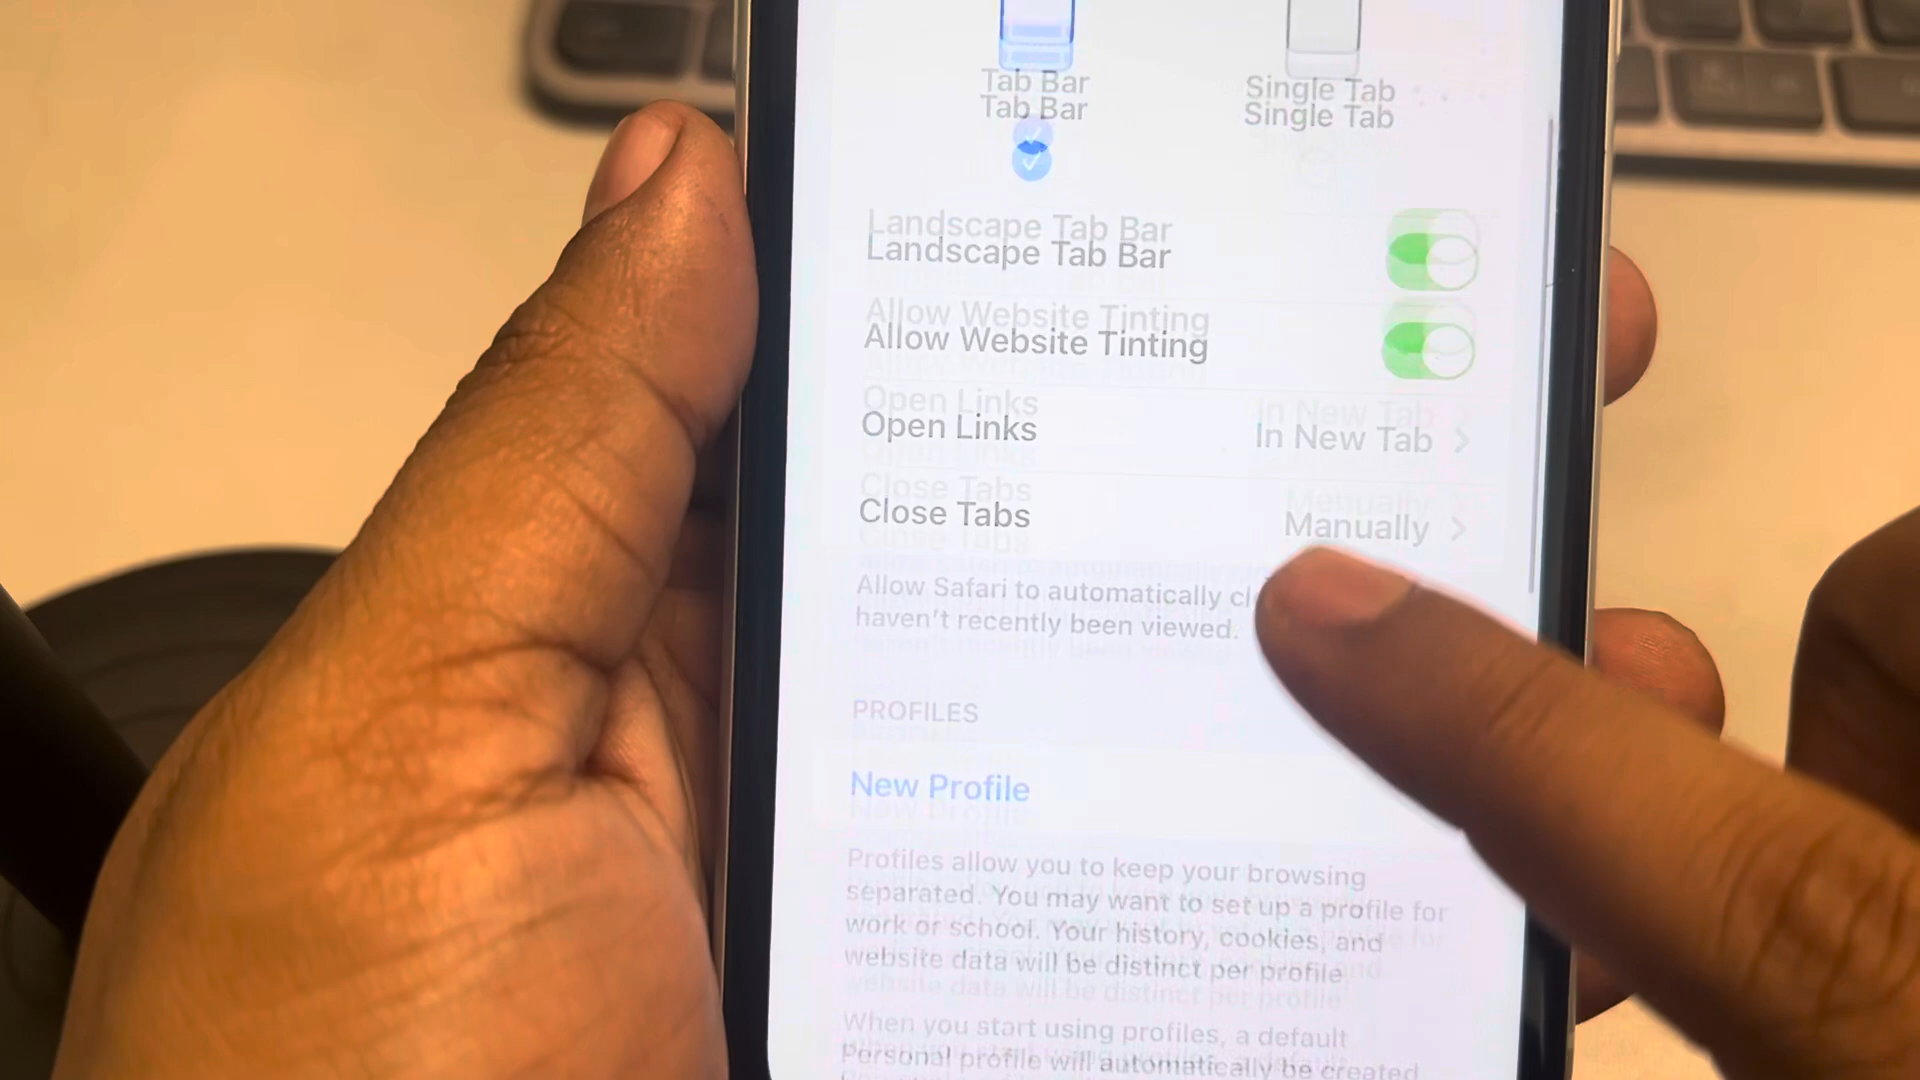 Tab Bar
Single Tab
Landscape Tab Bar
Allow Website Tinting
Open Links
In New Tab
Close Tabs
Manually
Allow Safari to automatically
haven't recently been viewed.
PROFILES
New Profile
Profiles allow you to keep your browsing
separated. You may want to set up a profile for
work or school. Your history, cookies, and
website data will be distinct per profile.
When you start using profiles, a default
Personal profile will automatically be created